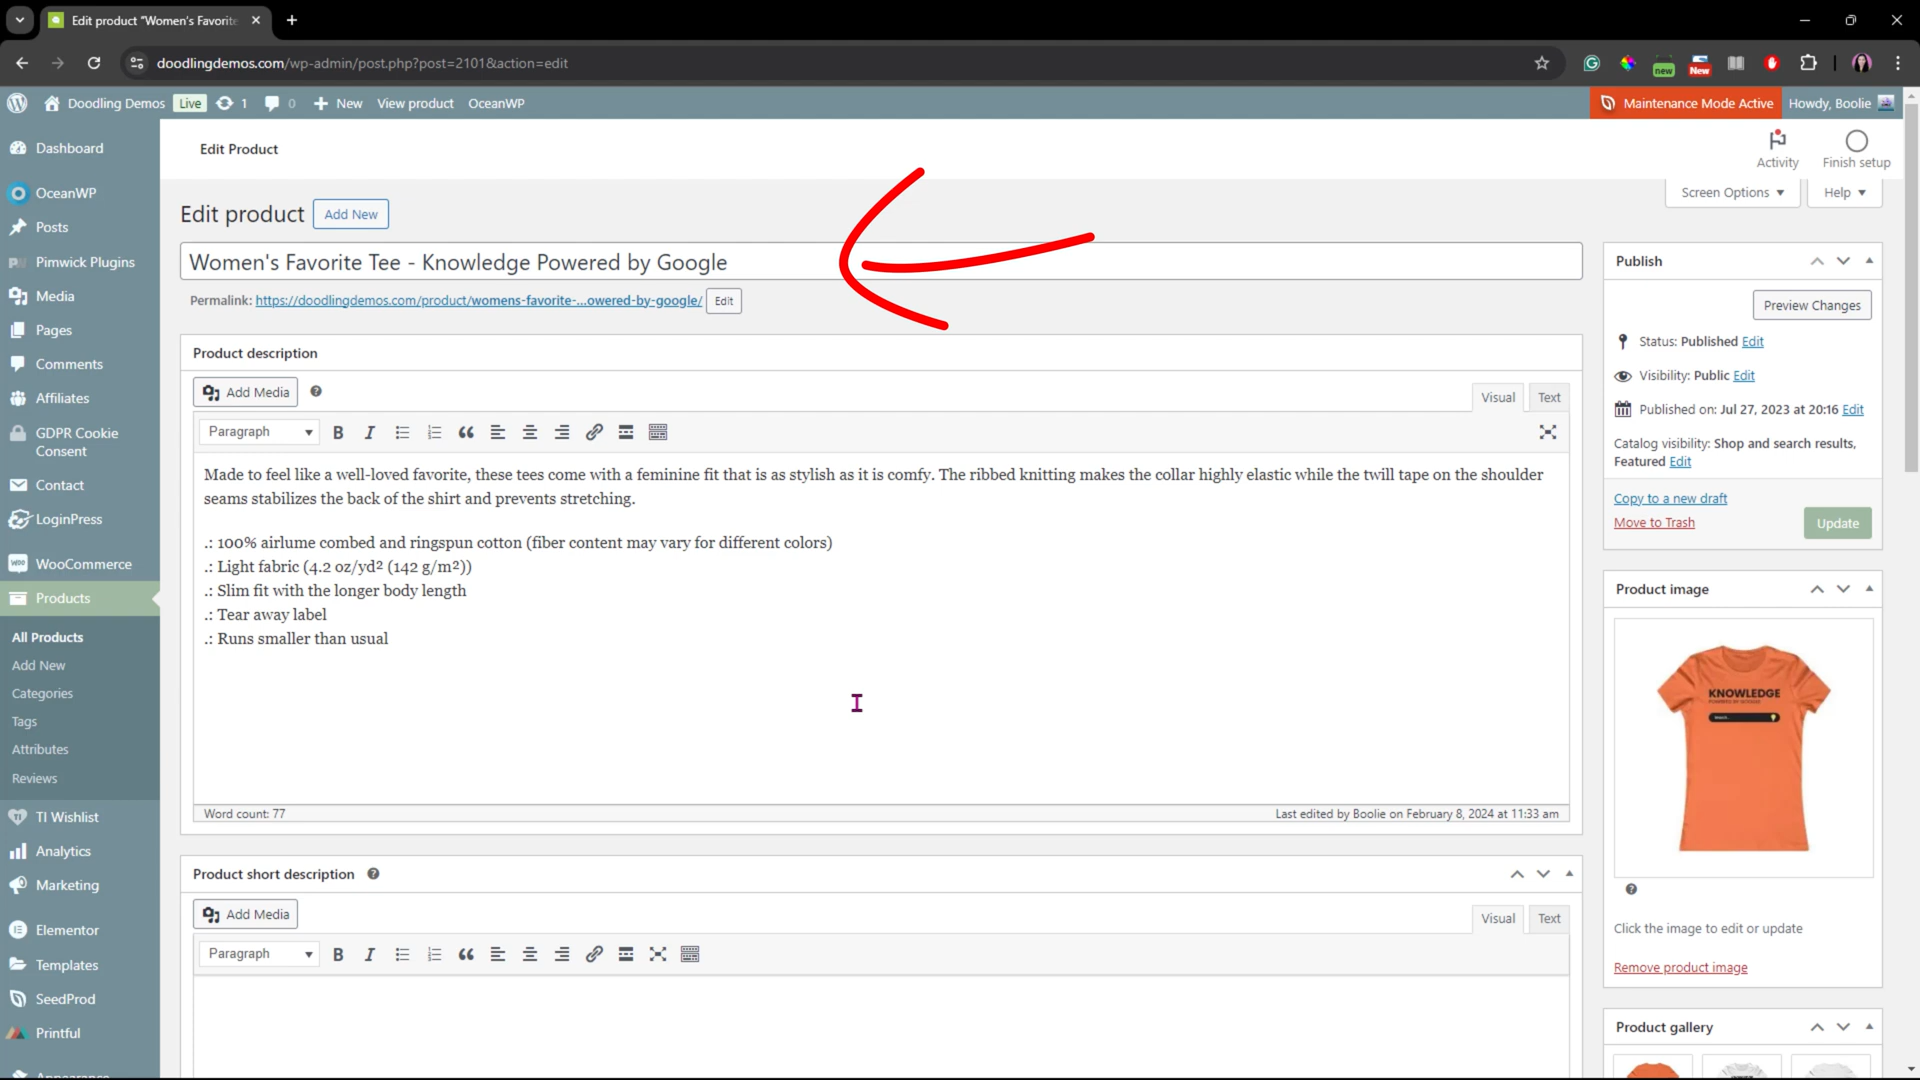 Edit product "Women's Favorite
doodlingdemos.com/wp-admin/post.php?post=2101&action=edit
new
New
Doodling Demos Live 1 0 New View product OceanWP
Maintenance Mode Active Howdy, Boolie
Dashboard
OceanWP
Posts
Pimwick Plugins
Media
Pages
Comments
Affiliates
GDPR Cookie
Consent
Contact
LoginPress
WooCommerce
Products
All Products
Add New
Categories
Tags
Attributes
Reviews
TI Wishlist
Analytics
Marketing
Elementor
Templates
SeedProd
Printful
Appearance
Edit Product
Activity
Finish setup
Screen Options
Help
Edit product Add New
Women's Favorite Tee - Knowledge Powered by Google
Permalink: https://doodlingdemos.com/product/womens-favorite-...owered-by-google/ Edit
Product description
Add Media
Visual Text
Paragraph
Made to feel like a well-loved favorite, these tees come with a feminine fit that is as stylish as it is comfy. The ribbed knitting makes the collar highly elastic while the twill tape on the shoulder
seams stabilizes the back of the shirt and prevents stretching.
.: 100% airlume combed and ringspun cotton (fiber content may vary for different colors)
.: Light fabric (4.2 oz/yd² (142 g/m²))
.: Slim fit with the longer body length
.: Tear away label
.: Runs smaller than usual
Word count: 77
Last edited by Boolie on February 8, 2024 at 11:33 am
Product short description
Add Media
Visual Text
Paragraph
Publish
Preview Changes
Status: Published Edit
Visibility: Public Edit
Published on: Jul 27, 2023 at 20:16 Edit
Catalog visibility: Shop and search results,
Featured Edit
Copy to a new draft
Move to Trash
Update
Product image
KNOWLEDGE
POWERED BY GOOGLE
Search...
Click the image to edit or update
Remove product image
Product gallery